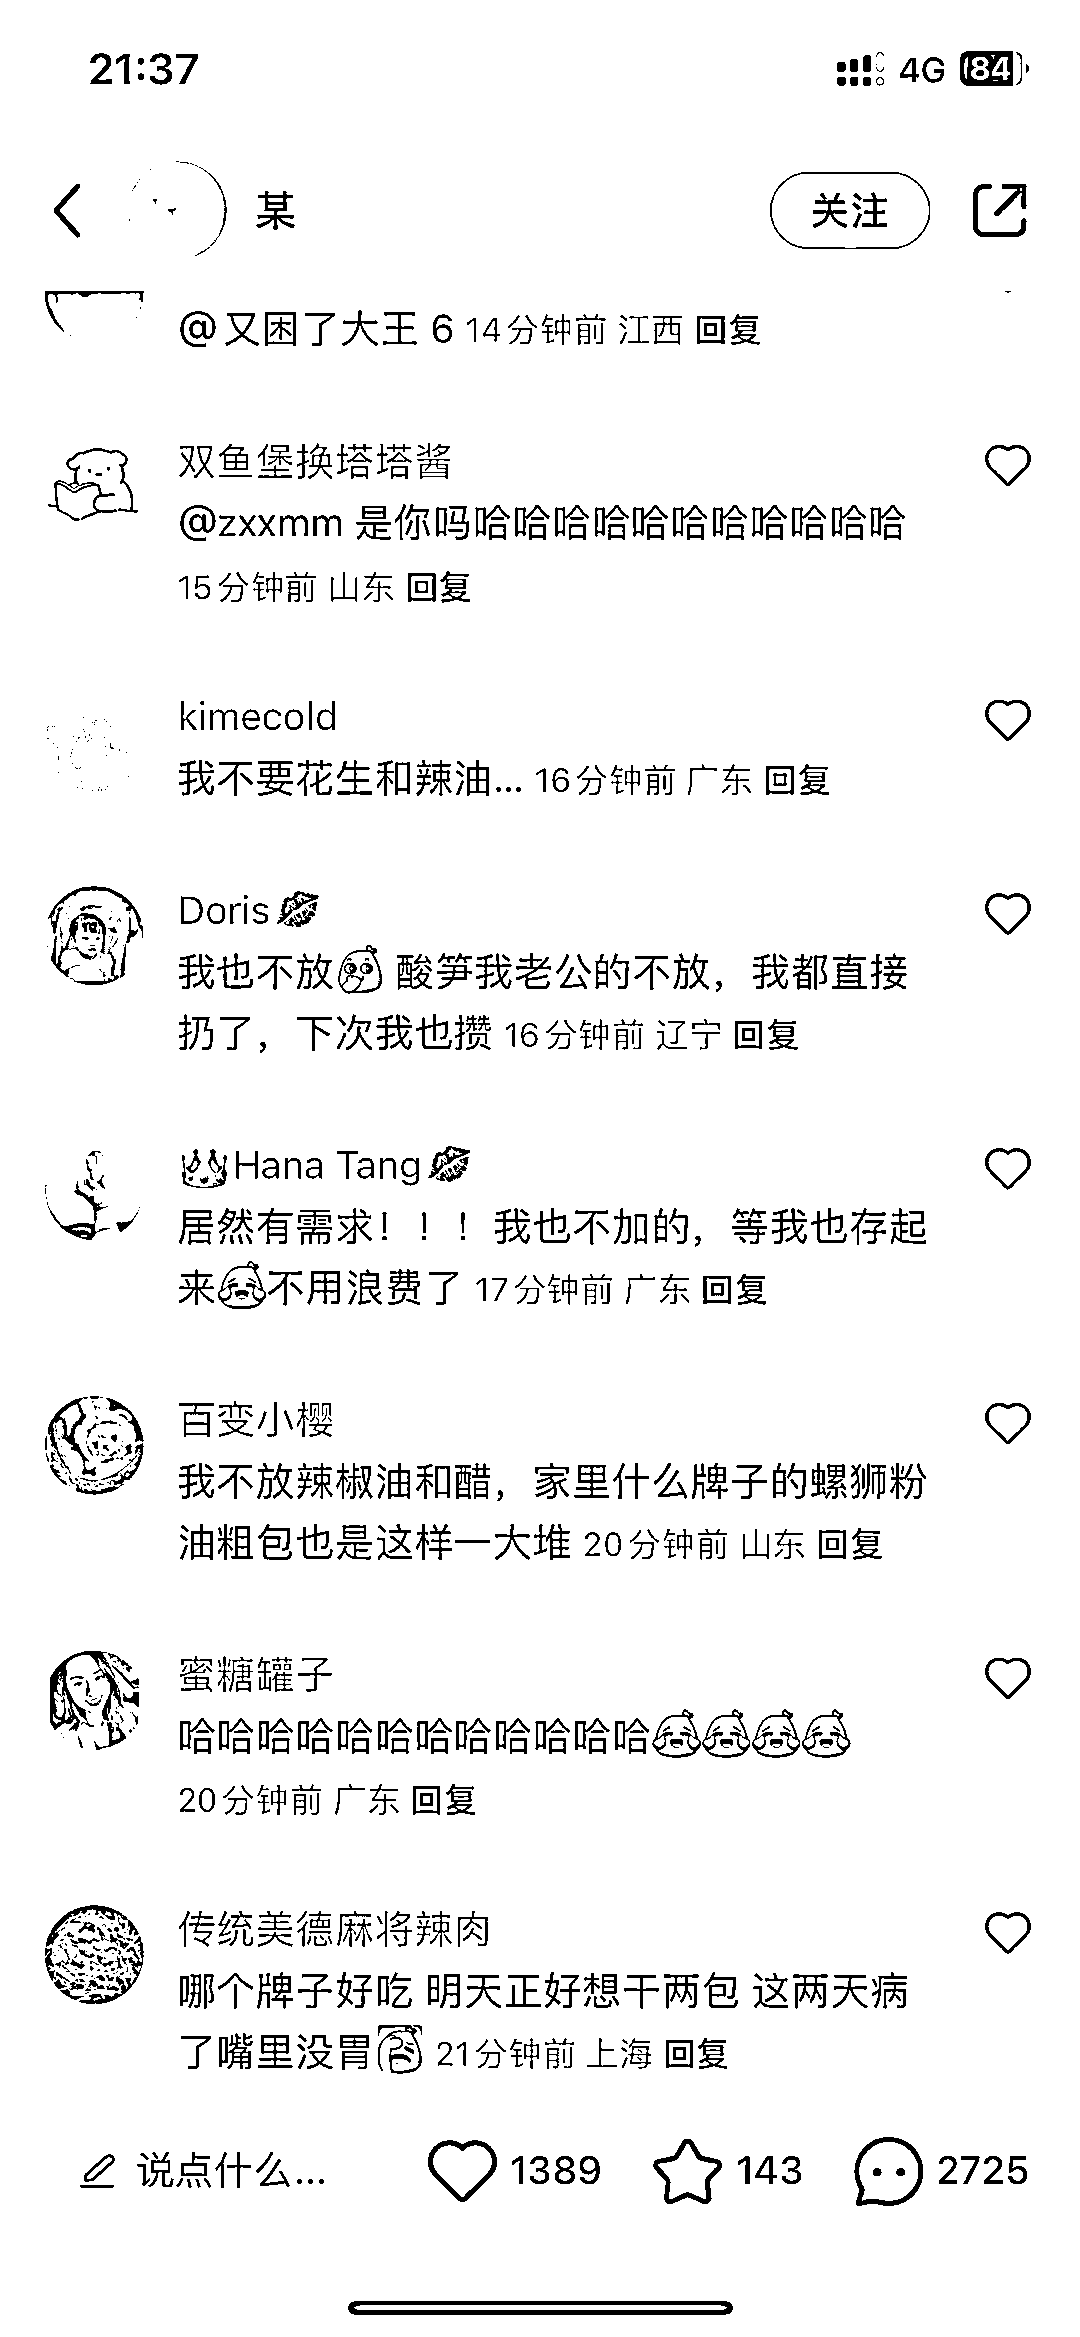 21:37 4G 84
某 关注
@又困了大王 6 14分钟前 江西 回复
双鱼堡换塔塔酱
@zxxmm 是你吗哈哈哈哈哈哈哈哈哈哈哈
15分钟前 山东 回复
kimecold
我不要花生和辣油... 16分钟前 广东 回复
Doris💋
我也不放 酸笋我老公的不放，我都直接
扔了，下次我也攒 16分钟前 辽宁 回复
👑Hana Tang💋
居然有需求！！！我也不加的，等我也存起
来不用浪费了 17分钟前 广东 回复
百变小樱
我不放辣椒油和醋，家里什么牌子的螺狮粉
油粗包也是这样一大堆 20分钟前 山东 回复
蜜糖罐子
哈哈哈哈哈哈哈哈哈哈哈哈
20分钟前 广东 回复
传统美德麻将辣肉
哪个牌子好吃 明天正好想干两包 这两天病
了嘴里没胃 21分钟前 上海 回复
说点什么... 1389 143 2725